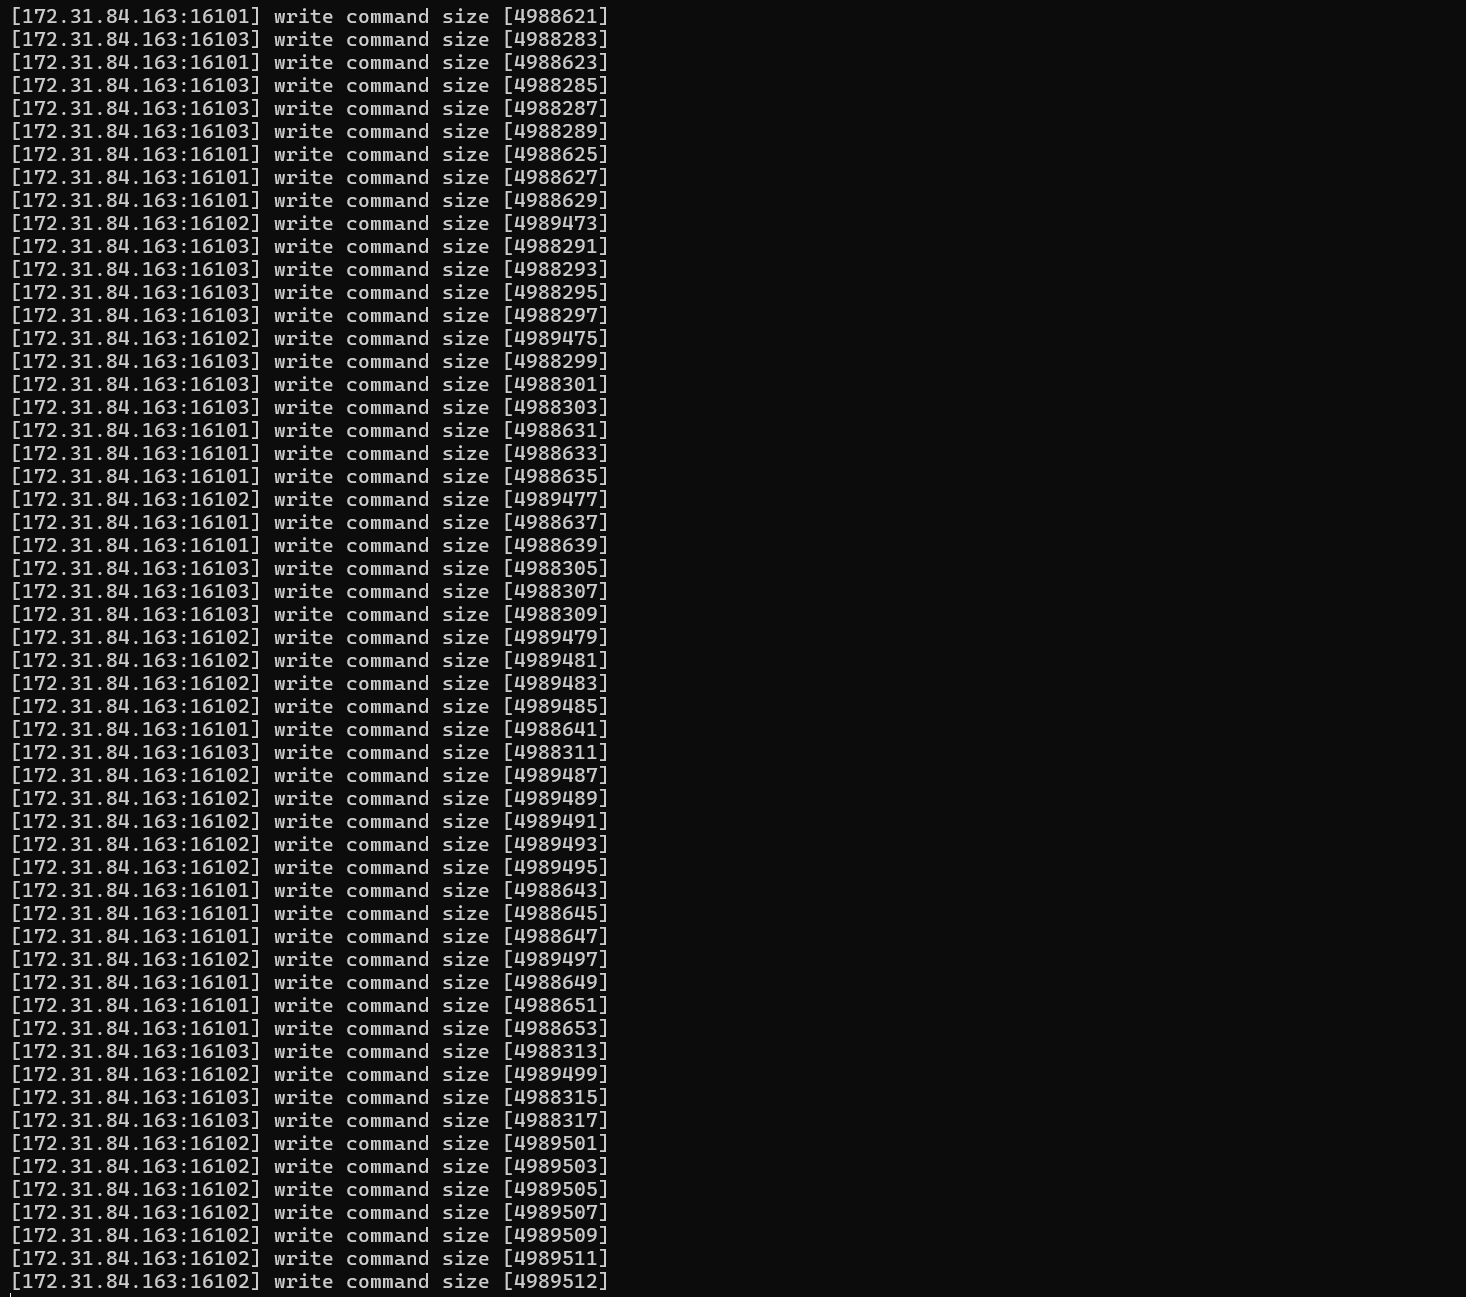 [172.31.84.163:16101] write command size [4988621]
[172.31.84.163:16103] write command size [4988283]
[172.31.84.163:16101] write command size [4988623]
[172.31.84.163:16103] write command size [4988285]
[172.31.84.163:16103] write command size [4988287]
[172.31.84.163:16103] write command size [4988289]
[172.31.84.163:16101] write command size [4988625]
[172.31.84.163:16101] write command size [4988627]
[172.31.84.163:16101] write command size [4988629]
[172.31.84.163:16102] write command size [4989473]
[172.31.84.163:16103] write command size [4988291]
[172.31.84.163:16103] write command size [4988293]
[172.31.84.163:16103] write command size [4988295]
[172.31.84.163:16103] write command size [4988297]
[172.31.84.163:16102] write command size [4989475]
[172.31.84.163:16103] write command size [4988299]
[172.31.84.163:16103] write command size [4988301]
[172.31.84.163:16103] write command size [4988303]
[172.31.84.163:16101] write command size [4988631]
[172.31.84.163:16101] write command size [4988633]
[172.31.84.163:16101] write command size [4988635]
[172.31.84.163:16102] write command size [4989477]
[172.31.84.163:16101] write command size [4988637]
[172.31.84.163:16101] write command size [4988639]
[172.31.84.163:16103] write command size [4988305]
[172.31.84.163:16103] write command size [4988307]
[172.31.84.163:16103] write command size [4988309]
[172.31.84.163:16102] write command size [4989479]
[172.31.84.163:16102] write command size [4989481]
[172.31.84.163:16102] write command size [4989483]
[172.31.84.163:16102] write command size [4989485]
[172.31.84.163:16101] write command size [4988641]
[172.31.84.163:16103] write command size [4988311]
[172.31.84.163:16102] write command size [4989487]
[172.31.84.163:16102] write command size [4989489]
[172.31.84.163:16102] write command size [4989491]
[172.31.84.163:16102] write command size [4989493]
[172.31.84.163:16102] write command size [4989495]
[172.31.84.163:16101] write command size [4988643]
[172.31.84.163:16101] write command size [4988645]
[172.31.84.163:16101] write command size [4988647]
[172.31.84.163:16102] write command size [4989497]
[172.31.84.163:16101] write command size [4988649]
[172.31.84.163:16101] write command size [4988651]
[172.31.84.163:16101] write command size [4988653]
[172.31.84.163:16103] write command size [4988313]
[172.31.84.163:16102] write command size [4989499]
[172.31.84.163:16103] write command size [4988315]
[172.31.84.163:16103] write command size [4988317]
[172.31.84.163:16102] write command size [4989501]
[172.31.84.163:16102] write command size [4989503]
[172.31.84.163:16102] write command size [4989505]
[172.31.84.163:16102] write command size [4989507]
[172.31.84.163:16102] write command size [4989509]
[172.31.84.163:16102] write command size [4989511]
[172.31.84.163:16102] write command size [4989512]